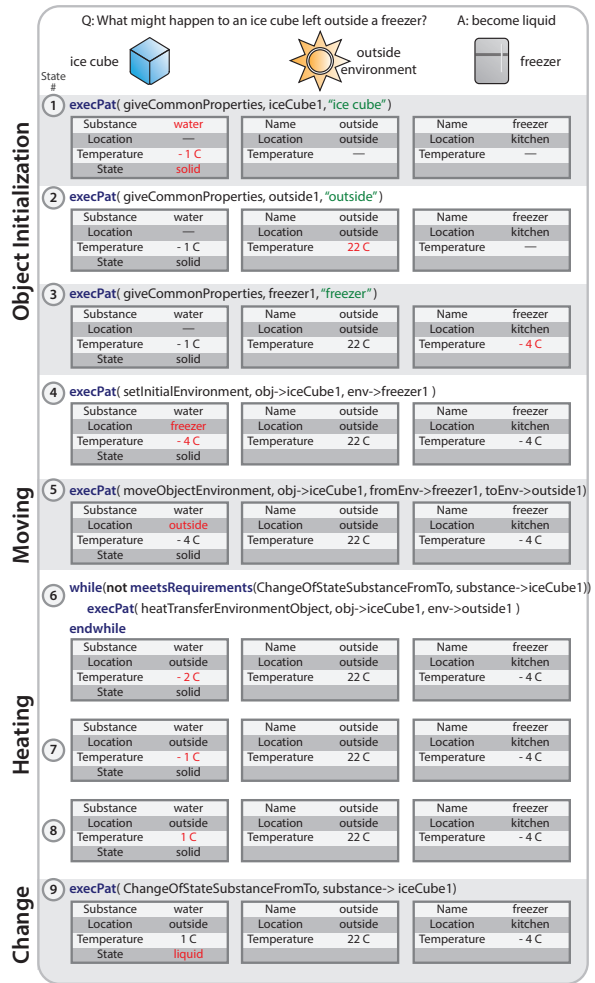 Q: What might happen to an ice cube left outside a freezer? A: become liquid
ice cube
outside environment
freezer
State #
Object Initialization
1 execPat( giveCommonProperties, iceCube1, “ice cube” )
Substance water Name outside Name freezer
Location — Location outside Location kitchen
Temperature - 1 C Temperature — Temperature —
State solid
2 execPat( giveCommonProperties, outside1, “outside” )
Substance water Name outside Name freezer
Location — Location outside Location kitchen
Temperature - 1 C Temperature 22 C Temperature —
State solid
3 execPat( giveCommonProperties, freezer1, “freezer” )
Substance water Name outside Name freezer
Location — Location outside Location kitchen
Temperature - 1 C Temperature 22 C Temperature - 4 C
State solid
4 execPat( setInitialEnvironment, obj->iceCube1, env->freezer1 )
Substance water Name outside Name freezer
Location freezer Location outside Location kitchen
Temperature - 4 C Temperature 22 C Temperature - 4 C
State solid
Moving
5 execPat( moveObjectEnvironment, obj->iceCube1, fromEnv->freezer1, toEnv->outside1)
Substance water Name outside Name freezer
Location outside Location outside Location kitchen
Temperature - 4 C Temperature 22 C Temperature - 4 C
State solid
Heating
6 while(not meetsRequirements(ChangeOfStateSubstanceFromTo, substance->iceCube1))
execPat( heatTransferEnvironmentObject, obj->iceCube1, env->outside1 )
endwhile
Substance water Name outside Name freezer
Location outside Location outside Location kitchen
Temperature - 2 C Temperature 22 C Temperature - 4 C
State solid
7
Substance water Name outside Name freezer
Location outside Location outside Location kitchen
Temperature - 1 C Temperature 22 C Temperature - 4 C
State solid
8
Substance water Name outside Name freezer
Location outside Location outside Location kitchen
Temperature 1 C Temperature 22 C Temperature - 4 C
State solid
Change
9 execPat( ChangeOfStateSubstanceFromTo, substance-> iceCube1)
Substance water Name outside Name freezer
Location outside Location outside Location kitchen
Temperature 1 C Temperature 22 C Temperature - 4 C
State liquid